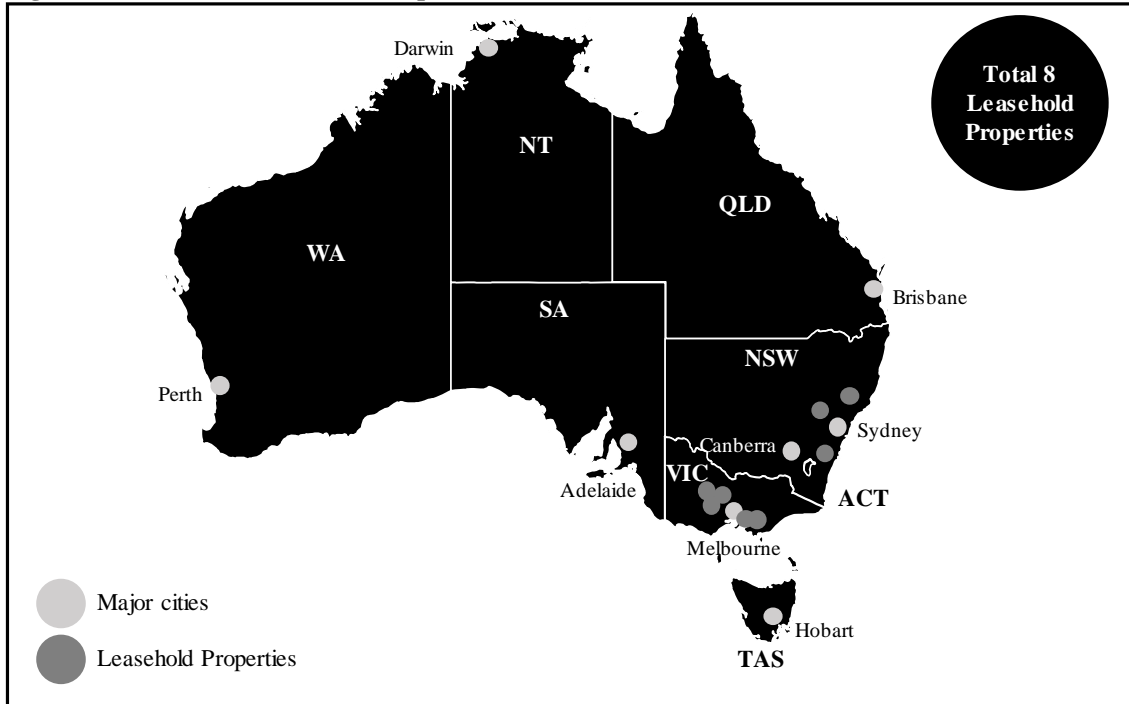 Darwin
Total 8
Leasehold
Properties
NT
QLD
WA
SA
Brisbane
NSW
Perth
Sydney
Canberra
VIC
Adelaide
ACT
Melbourne
Major cities
Hobart
Leasehold Properties
TAS